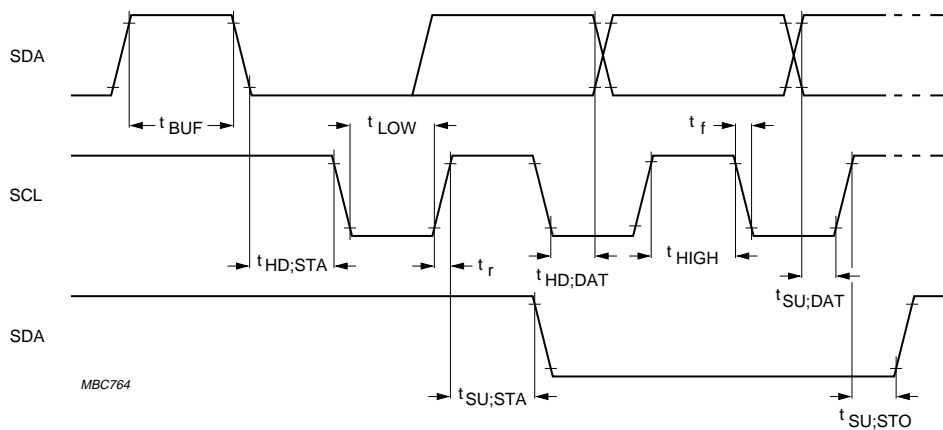 SDA
t BUF
t LOW
t f
SCL
t HD;STA
t r
t HD;DAT
t HIGH
t SU;DAT
SDA
MBC764
t SU;STA
t SU;STO